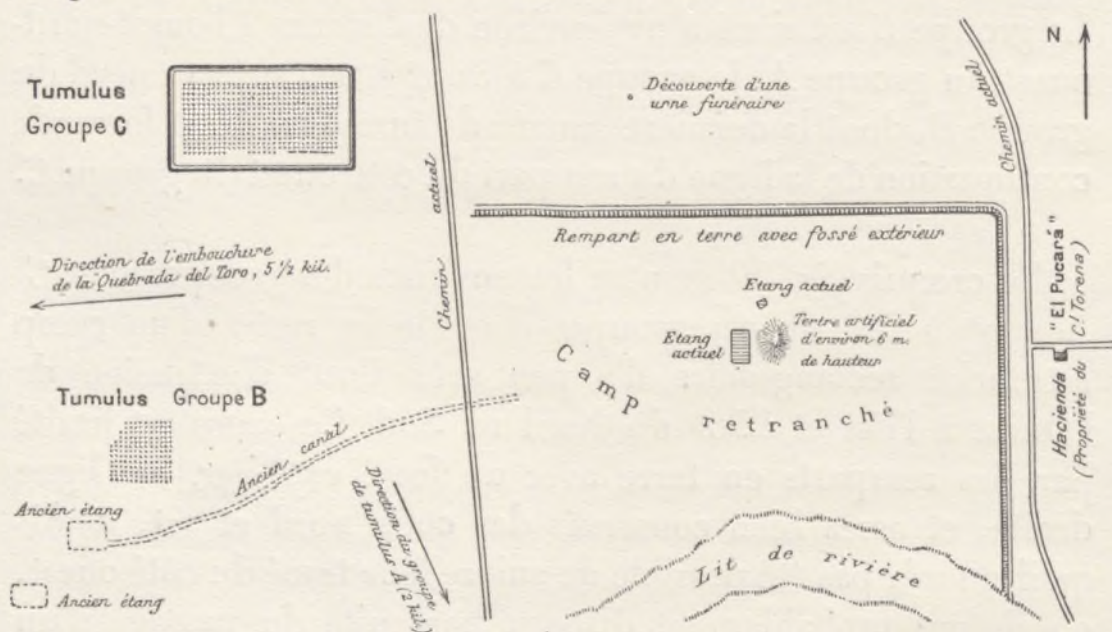 N
Tumulus
Groupe C
Découverte d'une
urne funéraire
Chemin actuel
Chemin actuel
Rempart en terre avec fossé extérieur
Direction de l'embouchure
de la Quebrada del Toro, 5 1/2 kil.
Etang actuel
Etang
actuel
Tertre artificiel
d'environ 6 m.
de hauteur
Camp retranché
Hacienda "El Pucará"
(Propriété du Cl. Torena)
Tumulus Groupe B
Ancien canal
Ancien étang
Ancien étang
Direction du groupe
de tumulus A (2 kil.)
Lit de rivière